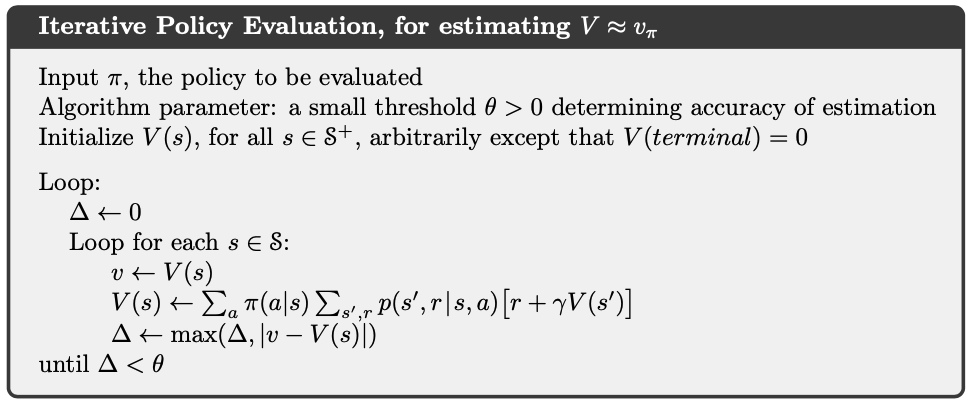 Iterative Policy Evaluation, for estimating V ≈ v_π
Input π, the policy to be evaluated
Algorithm parameter: a small threshold θ > 0 determining accuracy of estimation
Initialize V(s), for all s ∈ 𝒮⁺, arbitrarily except that V(terminal) = 0
Loop:
Δ ← 0
Loop for each s ∈ 𝒮:
v ← V(s)
V(s) ← ∑_a π(a|s) ∑_{s′,r} p(s′, r|s, a)[r + γV(s′)]
Δ ← max(Δ, |v − V(s)|)
until Δ < θ